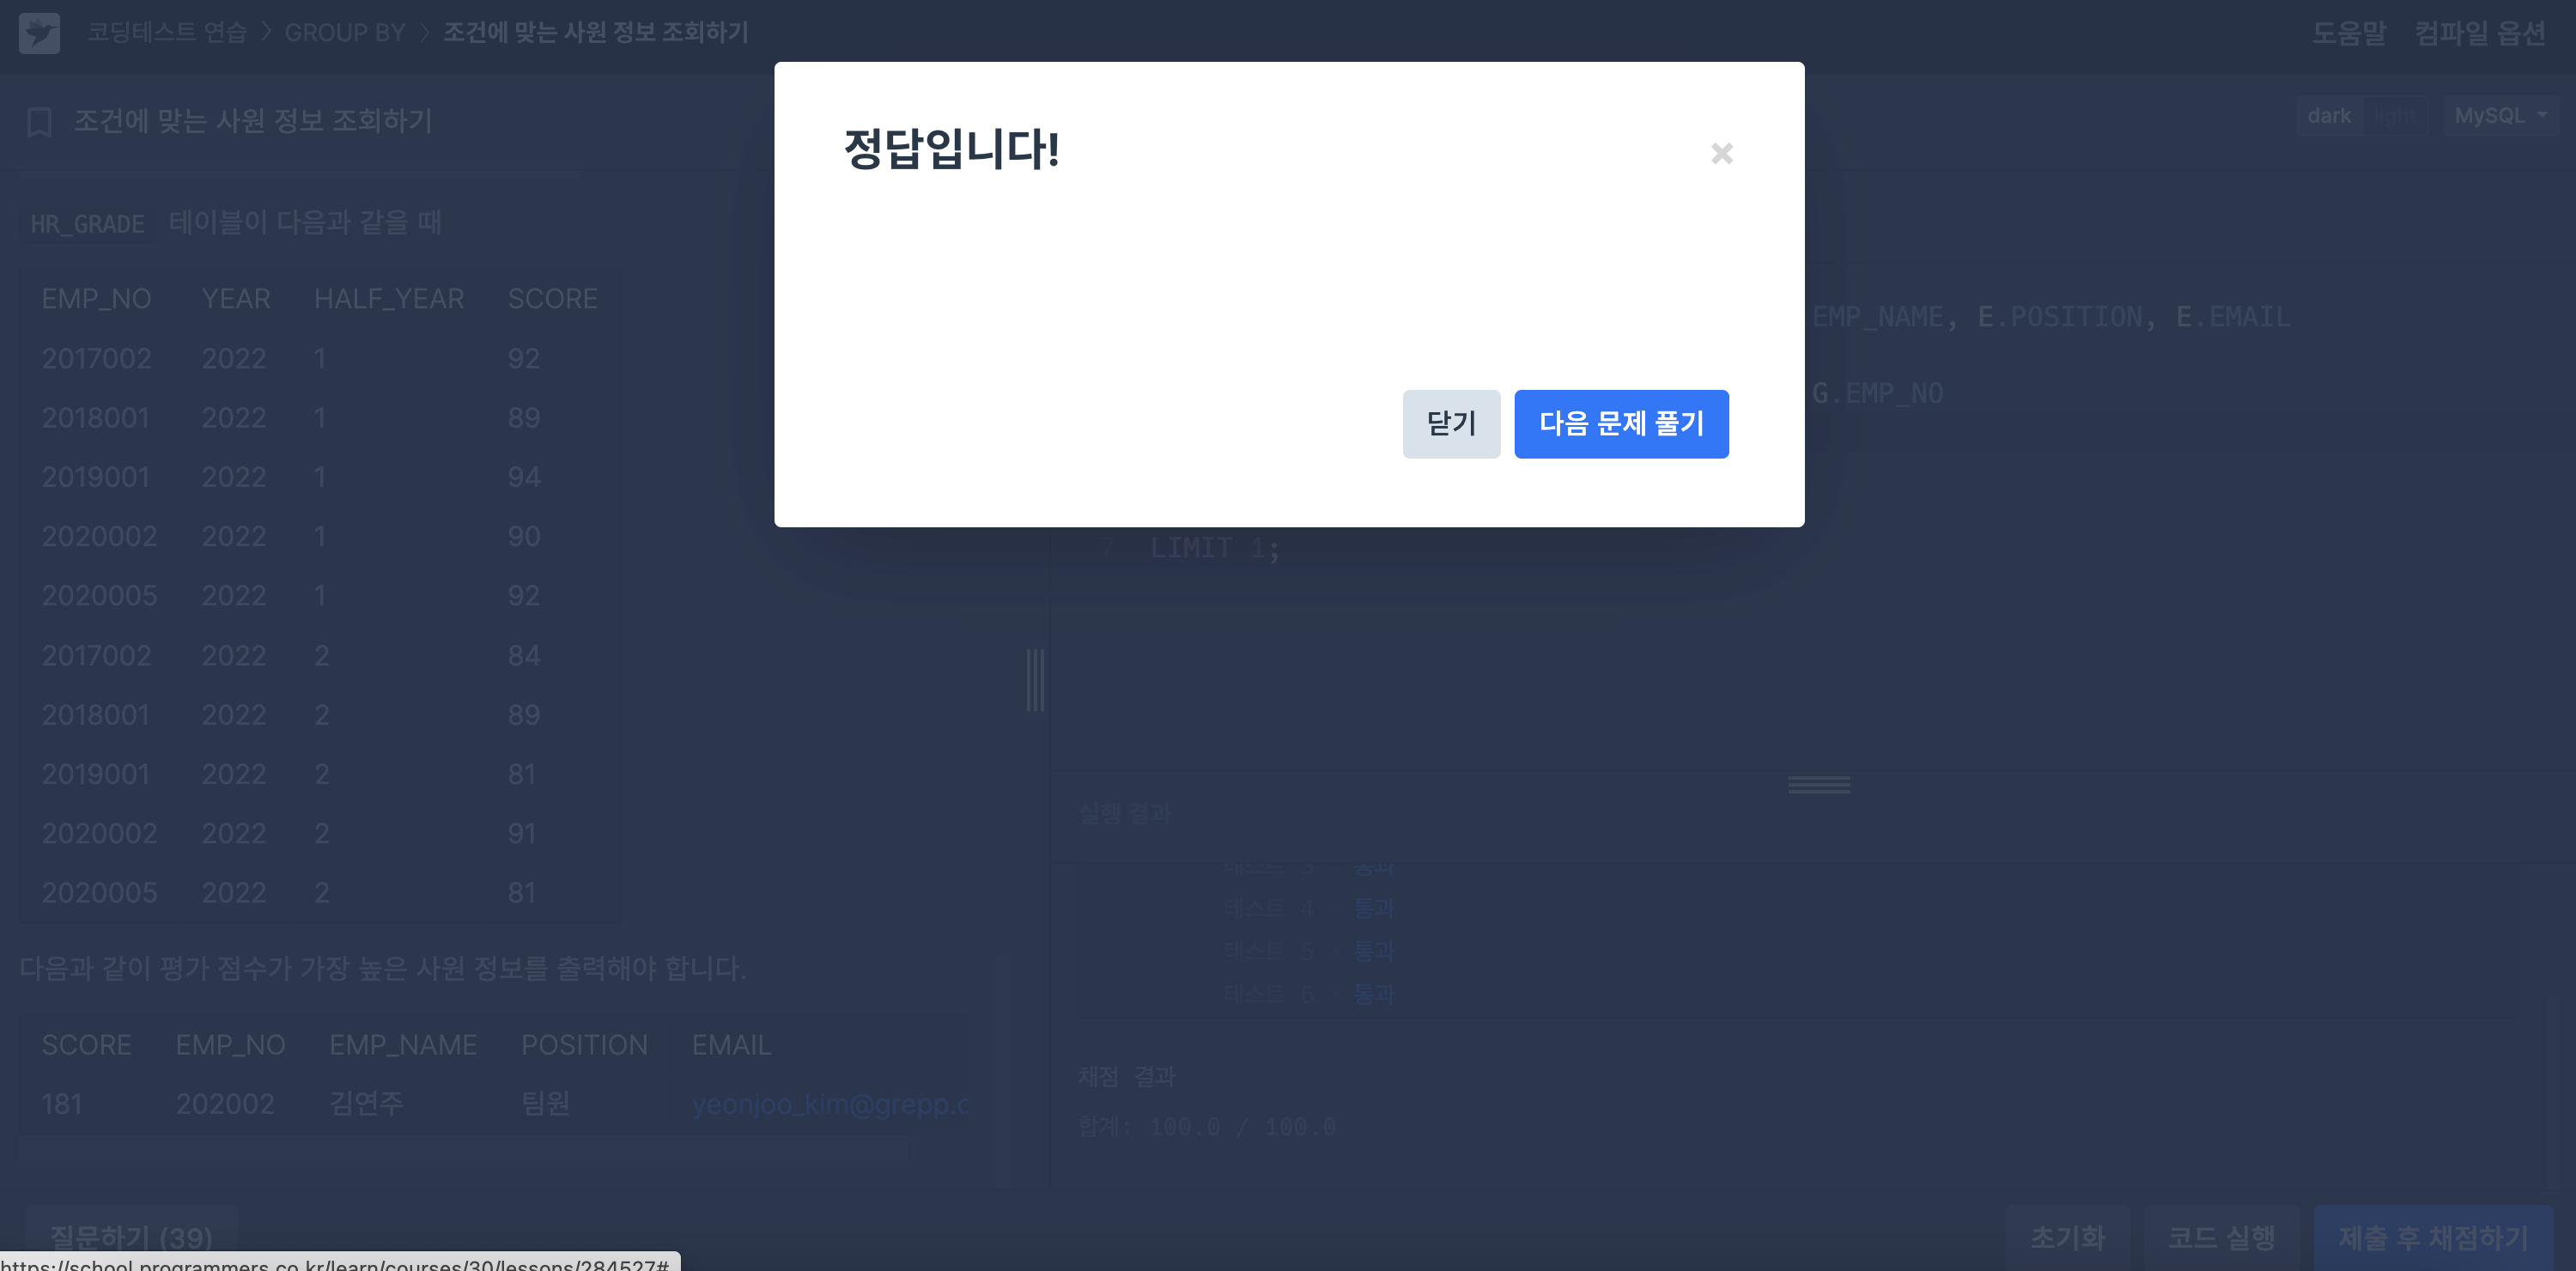 코딩테스트 연습 〉 GROUP BY 〉 조건에 맞는 사원 정보 조회하기
도움말 컴파일 옵션
조건에 맞는 사원 정보 조회하기
dark light MySQL
정답입니다!
×
닫기 다음 문제 풀기
HR_GRADE 테이블이 다음과 같을 때
EMP_NO YEAR HALF_YEAR SCORE
2017002 2022 1 92
2018001 2022 1 89
2019001 2022 1 94
2020002 2022 1 90
2020005 2022 1 92
2017002 2022 2 84
2018001 2022 2 89
2019001 2022 2 81
2020002 2022 2 91
2020005 2022 2 81
다음과 같이 평가 점수가 가장 높은 사원 정보를 출력해야 합니다.
SCORE EMP_NO EMP_NAME POSITION EMAIL
181 202002 김연주 팀원 yeonjoo_kim@grepp.c
질문하기 (39)
https://school.programmers.co.kr/learn/courses/30/lessons/284527#
EMP_NAME, E.POSITION, E.EMAIL
G.EMP_NO
7 LIMIT 1;
실행 결과
테스트 3 통과
테스트 4 통과
테스트 5 통과
테스트 6 통과
채점 결과
합계: 100.0 / 100.0
초기화 코드 실행 제출 후 채점하기